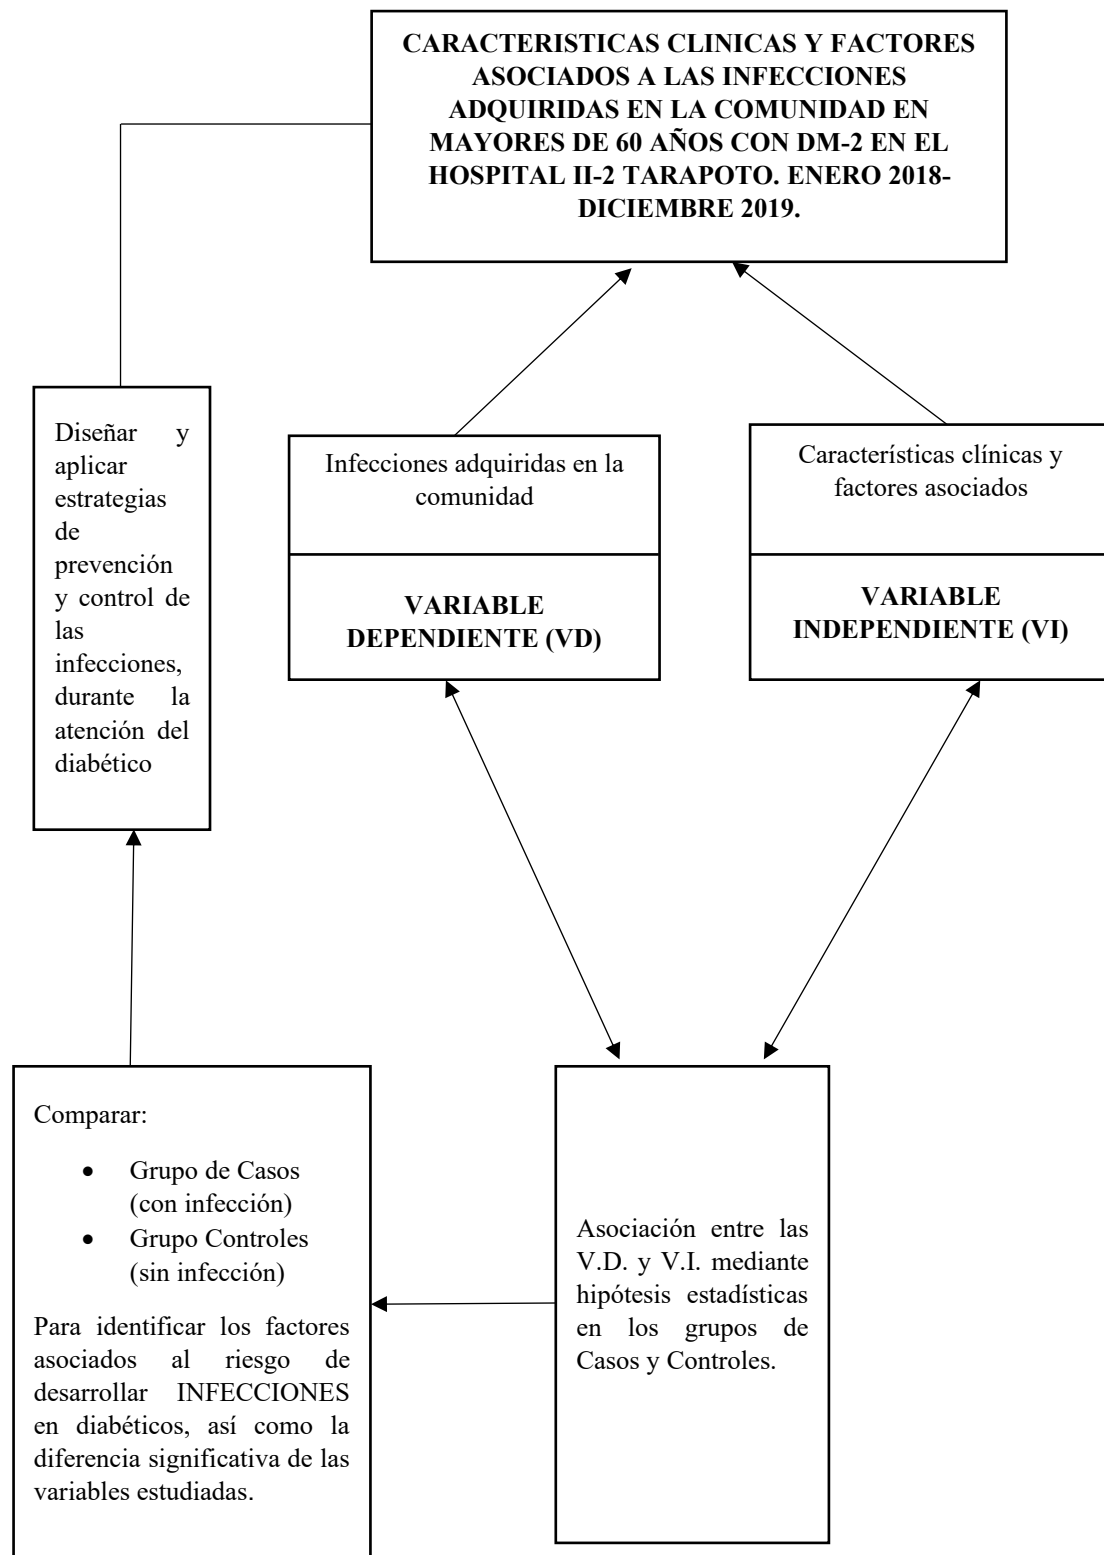 CARACTERISTICAS CLINICAS Y FACTORES
ASOCIADOS A LAS INFECCIONES
ADQUIRIDAS EN LA COMUNIDAD EN
MAYORES DE 60 AÑOS CON DM-2 EN EL
HOSPITAL II-2 TARAPOTO. ENERO 2018-
DICIEMBRE 2019.
Diseñar y
aplicar
estrategias
de
prevención
y control de
las
infecciones,
durante la
atención del
diabético
Infecciones adquiridas en la
comunidad
VARIABLE
DEPENDIENTE (VD)
Características clínicas y
factores asociados
VARIABLE
INDEPENDIENTE (VI)
Comparar:
• Grupo de Casos
(con infección)
• Grupo Controles
(sin infección)
Para identificar los factores
asociados al riesgo de
desarrollar INFECCIONES
en diabéticos, así como la
diferencia significativa de las
variables estudiadas.
Asociación entre las
V.D. y V.I. mediante
hipótesis estadísticas
en los grupos de
Casos y Controles.